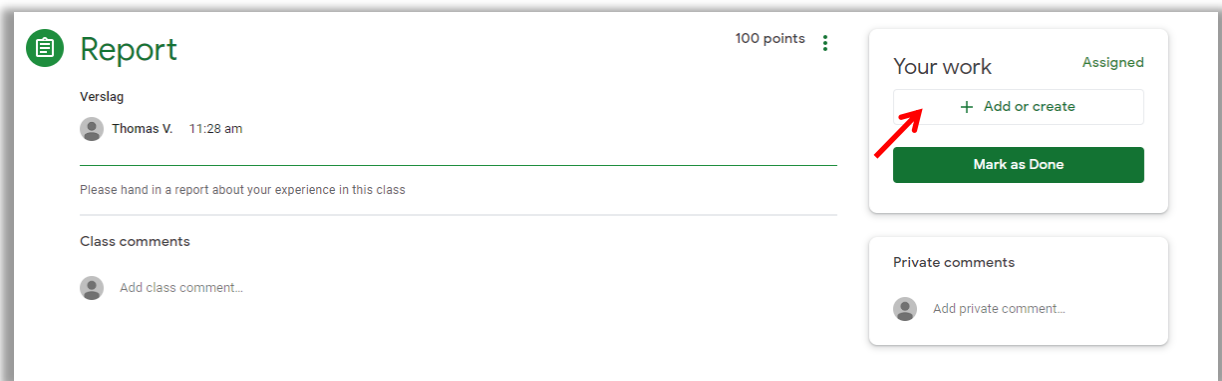 Report
100 points
Verslag
Thomas V. 11:28 am
Please hand in a report about your experience in this class
Class comments
Add class comment...
Your work
Assigned
+ Add or create
Mark as Done
Private comments
Add private comment...